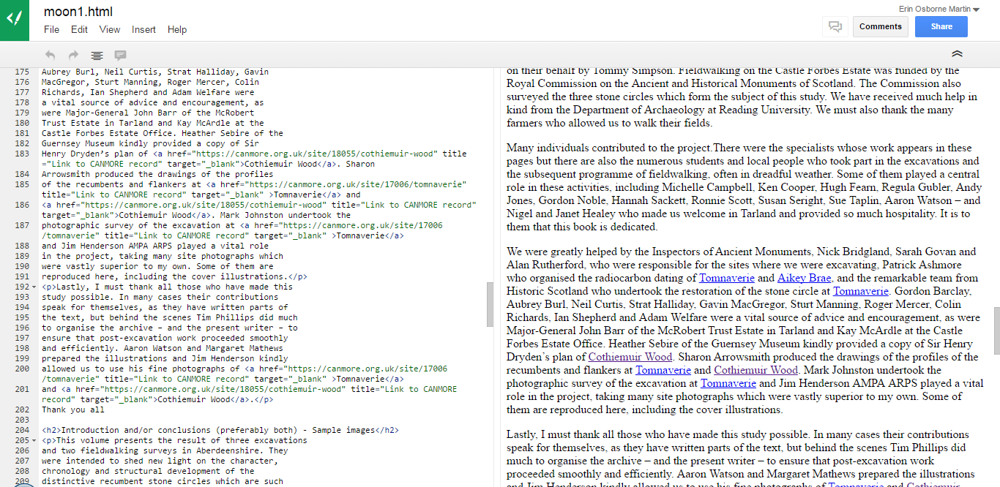 moon1.html
Erin Osborne Martin
File Edit View Insert Help
Comments
Share
175 Aubrey Burl, Neil Curtis, Strat Halliday, Gavin
176 MacGregor, Sturt Manning, Roger Mercer, Colin
177 Richards, Ian Shepherd and Adam Welfare were
178 a vital source of advice and encouragement, as
179 were Major-General John Barr of the McRobert
180 Trust Estate in Tarland and Kay McArdle at the
181 Castle Forbes Estate Office. Heather Sebire of the
182 Guernsey Museum kindly provided a copy of Sir
183 Henry Dryden’s plan of <a href="https://canmore.org.uk/site/18055/cothiemuir-wood" title
="Link to CANMORE record" target="_blank">Cothiemuir Wood</a>. Sharon
184 Arrowsmith produced the drawings of the profiles
185 of the recumbents and flankers at <a href="https://canmore.org.uk/site/17006/tomnaverie"
title="Link to CANMORE record" target="_blank" >Tomnaverie</a> and
186 <a href="https://canmore.org.uk/site/18055/cothiemuir-wood" title="Link to CANMORE record"
target="_blank">Cothiemuir Wood</a>. Mark Johnston undertook the
187 photographic survey of the excavation at <a href="https://canmore.org.uk/site/17006
/tomnaverie" title="Link to CANMORE record" target="_blank" >Tomnaverie</a>
188 and Jim Henderson AMPA ARPS played a vital role
189 in the project, taking many site photographs which
190 were vastly superior to my own. Some of them are
191 reproduced here, including the cover illustrations.</p>
192 <p>Lastly, I must thank all those who have made this
193 study possible. In many cases their contributions
194 speak for themselves, as they have written parts of
195 the text, but behind the scenes Tim Phillips did much
196 to organise the archive – and the present writer – to
197 ensure that post-excavation work proceeded smoothly
198 and efficiently. Aaron Watson and Margaret Mathews
199 prepared the illustrations and Jim Henderson kindly
200 allowed us to use his fine photographs of <a href="https://canmore.org.uk/site/17006
/tomnaverie" title="Link to CANMORE record" target="_blank" >Tomnaverie</a>
201 and <a href="https://canmore.org.uk/site/18055/cothiemuir-wood" title="Link to CANMORE
record" target="_blank">Cothiemuir Wood</a>.</p>
202 Thank you all
203
204 <h2>Introduction and/or conclusions (preferably both) - Sample images</h2>
205 <p>This volume presents the result of three excavations
206 and two fieldwalking surveys in Aberdeenshire. They
207 were intended to shed new light on the character,
208 chronology and structural development of the
209 distinctive recumbent stone circles which are such
on their behalf by Tommy Simpson. Fieldwalking on the Castle Forbes Estate was funded by the
Royal Commission on the Ancient and Historical Monuments of Scotland. The Commission also
surveyed the three stone circles which form the subject of this study. We have received much help in
kind from the Department of Archaeology at Reading University. We must also thank the many
farmers who allowed us to walk their fields.
Many individuals contributed to the project.There were the specialists whose work appears in these
pages but there are also the numerous students and local people who took part in the excavations and
the subsequent programme of fieldwalking, often in dreadful weather. Some of them played a central
role in these activities, including Michelle Campbell, Ken Cooper, Hugh Fearn, Regula Gubler, Andy
Jones, Gordon Noble, Hannah Sackett, Ronnie Scott, Susan Seright, Sue Taplin, Aaron Watson – and
Nigel and Janet Healey who made us welcome in Tarland and provided so much hospitality. It is to
them that this book is dedicated.
We were greatly helped by the Inspectors of Ancient Monuments, Nick Bridgland, Sarah Govan and
Alan Rutherford, who were responsible for the sites where we were excavating, Patrick Ashmore
who organised the radiocarbon dating of Tomnaverie and Aikey Brae, and the remarkable team from
Historic Scotland who undertook the restoration of the stone circle at Tomnaverie. Gordon Barclay,
Aubrey Burl, Neil Curtis, Strat Halliday, Gavin MacGregor, Sturt Manning, Roger Mercer, Colin
Richards, Ian Shepherd and Adam Welfare were a vital source of advice and encouragement, as were
Major-General John Barr of the McRobert Trust Estate in Tarland and Kay McArdle at the Castle
Forbes Estate Office. Heather Sebire of the Guernsey Museum kindly provided a copy of Sir Henry
Dryden’s plan of Cothiemuir Wood. Sharon Arrowsmith produced the drawings of the profiles of the
recumbents and flankers at Tomnaverie and Cothiemuir Wood. Mark Johnston undertook the
photographic survey of the excavation at Tomnaverie and Jim Henderson AMPA ARPS played a vital
role in the project, taking many site photographs which were vastly superior to my own. Some of
them are reproduced here, including the cover illustrations.
Lastly, I must thank all those who have made this study possible. In many cases their contributions
speak for themselves, as they have written parts of the text, but behind the scenes Tim Phillips did
much to organise the archive – and the present writer – to ensure that post-excavation work
proceeded smoothly and efficiently. Aaron Watson and Margaret Mathews prepared the illustrations
and Jim Henderson kindly allowed us to use his fine photographs of Tomnaverie and Cothiemuir